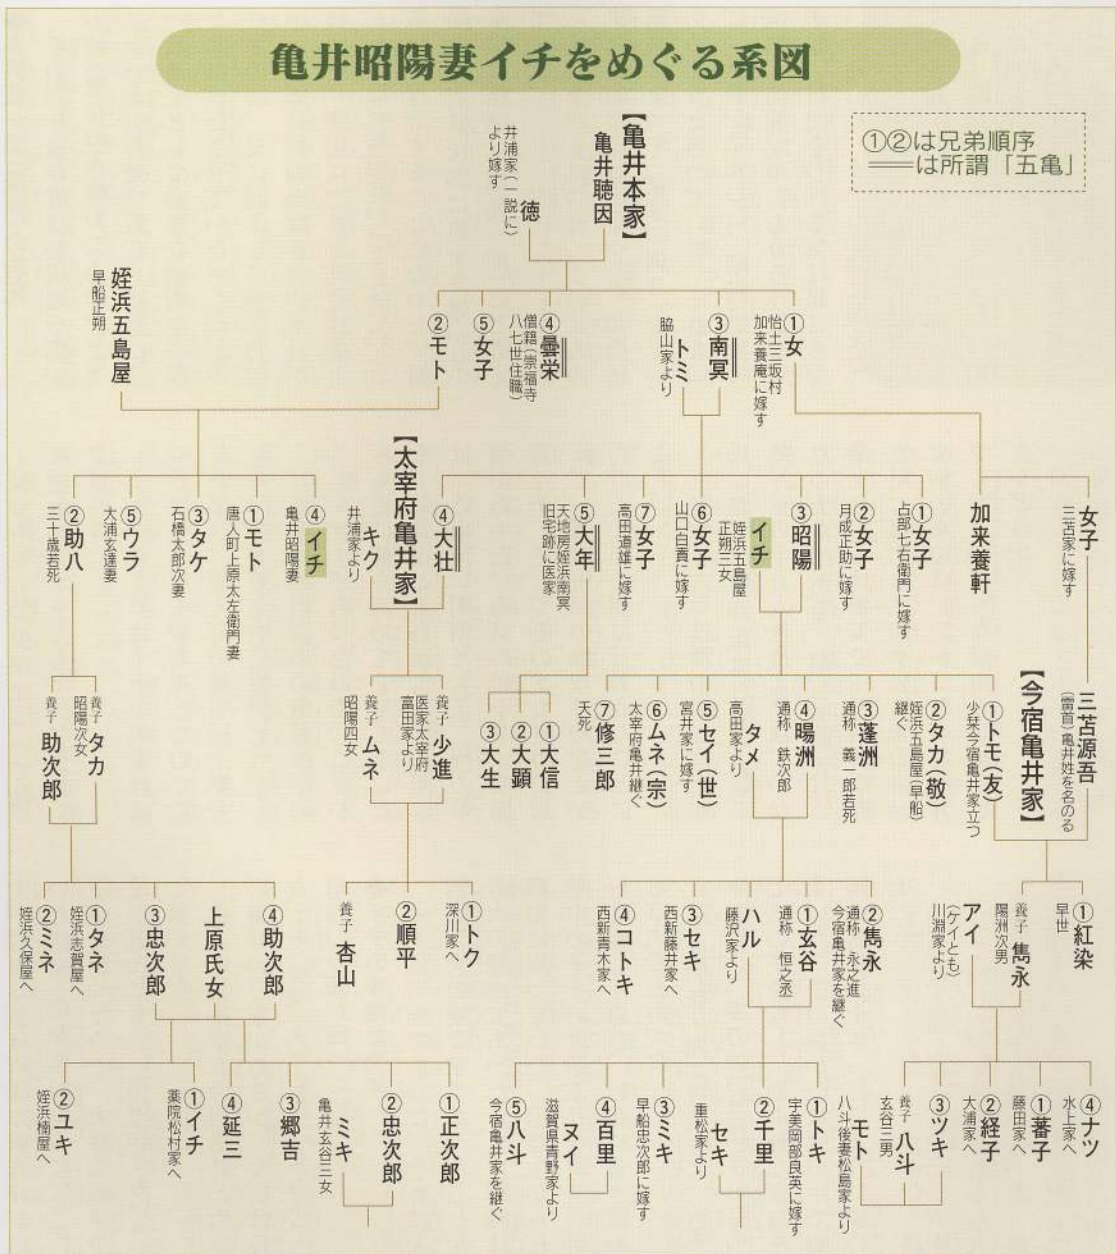 亀井昭陽妻イチをめぐる系図
①②は兄弟順序
══は所謂「五亀」
【亀井本家】
亀井聴因
徳
井浦家(一説に)
より嫁す
①女
怡土三坂村
加来養庵に嫁す
③南冥
トミ
脇山家より
④曇栄
僧籍(崇福寺
八七世住職)
⑤女子
②モト
姪浜五島屋
早船正朔
女子
三苫家に嫁す
加来養軒
①女子
占部七右衛門に嫁す
②女子
月成正助に嫁す
③昭陽
イチ
姪浜五島屋
正朔三女
⑥女子
山口白賁に嫁す
⑦女子
高田道雄に嫁す
⑤大年
天地房姪浜南冥
旧宅跡に医家
④大壮
【太宰府亀井家】
キク
井浦家より
④イチ
亀井昭陽妻
①モト
唐人町上原太左衛門妻
③タケ
石橋太郎次妻
⑤ウラ
大浦玄達妻
②助八
三十歳若死
三苫源吾
(雷首)亀井姓を名のる
【今宿亀井家】
①トモ(友)
少栞今宿亀井家立つ
②タカ(敬)
姪浜五島屋(早船)
継ぐ
③蓬洲
通称 義一郎若死
④暘洲
通称 鉄次郎
タメ
高田家より
⑤セイ(世)
宮井家に嫁す
⑥ムネ(宗)
太宰府亀井継ぐ
⑦修三郎
夭死
①大信
②大顕
③大生
養子 少進
医家太宰府
富田家より
養子 ムネ
昭陽四女
養子 タカ
昭陽次女
養子 助次郎
①紅染
早世
養子 雋永
陽洲次男
アイ
(ケイとも)
川淵家より
②雋永
通称 永之進
今宿亀井家を継ぐ
①玄谷
通称 恒之丞
ハル
藤沢家より
③セキ
西新藤井家へ
④コトキ
西新青木家へ
①トク
深川家へ
②順平
養子 杏山
④助次郎
上原氏女
③忠次郎
①タネ
姪浜志賀屋へ
②ミネ
姪浜久保屋へ
④ナツ
水上家へ
①蕃子
藤田家へ
②経子
大浦家へ
③ツキ
養子 八斗
玄谷三男
モト
八斗後妻松島家より
①トキ
宇美岡部良英に嫁す
②千里
セキ
重松家より
③ミキ
早船忠次郎に嫁す
④百里
ヌイ
滋賀県青野家より
⑤八斗
今宿亀井家を継ぐ
①正次郎
②忠次郎
ミキ
亀井玄谷三女
③郷吉
④延三
①イチ
薬院松村家へ
②ユキ
姪浜楠屋へ